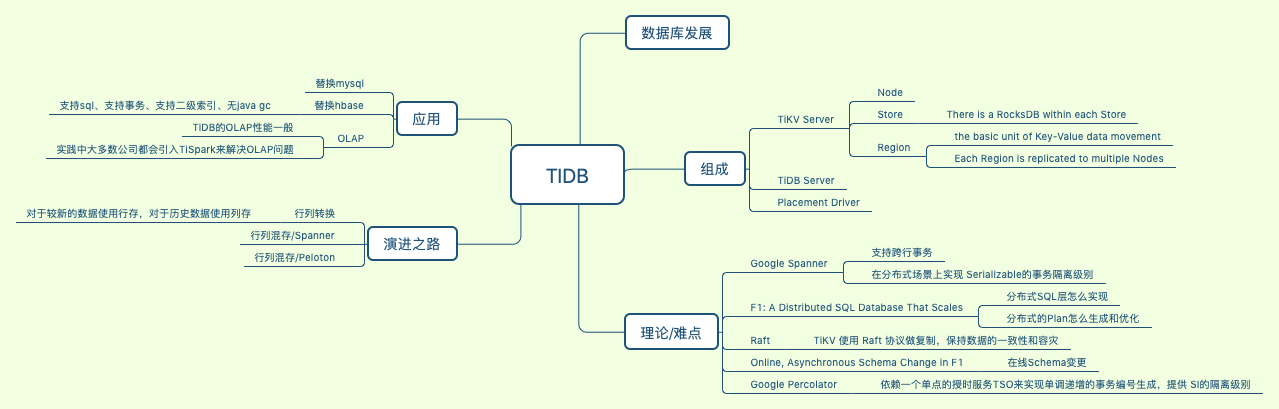 TIDB
数据库发展
组成
TiKV Server
Node
Store
There is a RocksDB within each Store
Region
the basic unit of Key-Value data movement
Each Region is replicated to multiple Nodes
TiDB Server
Placement Driver
理论/难点
Google Spanner
支持跨行事务
在分布式场景上实现 Serializable的事务隔离级别
F1: A Distributed SQL Database That Scales
分布式SQL层怎么实现
分布式的Plan怎么生成和优化
Raft
TiKV 使用 Raft 协议做复制，保持数据的一致性和容灾
Online, Asynchronous Schema Change in F1
在线Schema变更
Google Percolator
依赖一个单点的授时服务TSO来实现单调递增的事务编号生成，提供 SI的隔离级别
应用
替换mysql
替换hbase
支持sql、支持事务、支持二级索引、无java gc
OLAP
TiDB的OLAP性能一般
实践中大多数公司都会引入TiSpark来解决OLAP问题
演进之路
行列转换
对于较新的数据使用行存，对于历史数据使用列存
行列混存/Spanner
行列混存/Peloton